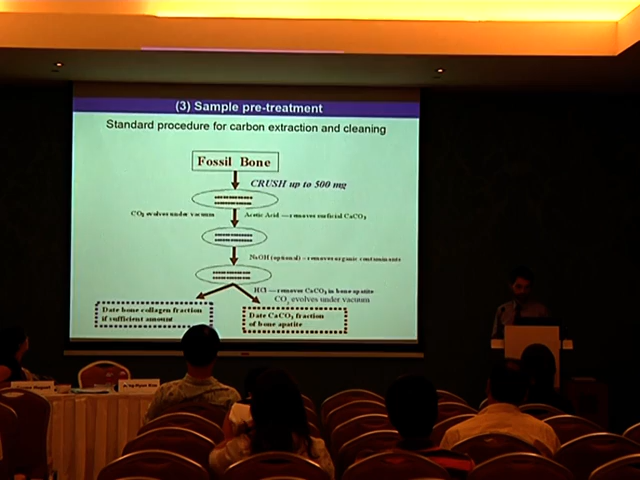 (3) Sample pre-treatment
Standard procedure for carbon extraction and cleaning
Fossil Bone
CRUSH up to 500 mg
CO₂ evolves under vacuum
Acetic Acid — removes surficial CaCO₃
NaOH (optional) – removes organic contaminants
HCl — removes CaCO₃ in bone apatite
CO₂ evolves under vacuum
Date bone collagen fraction
if sufficient amount
Date CaCO₃ fraction
of bone apatite